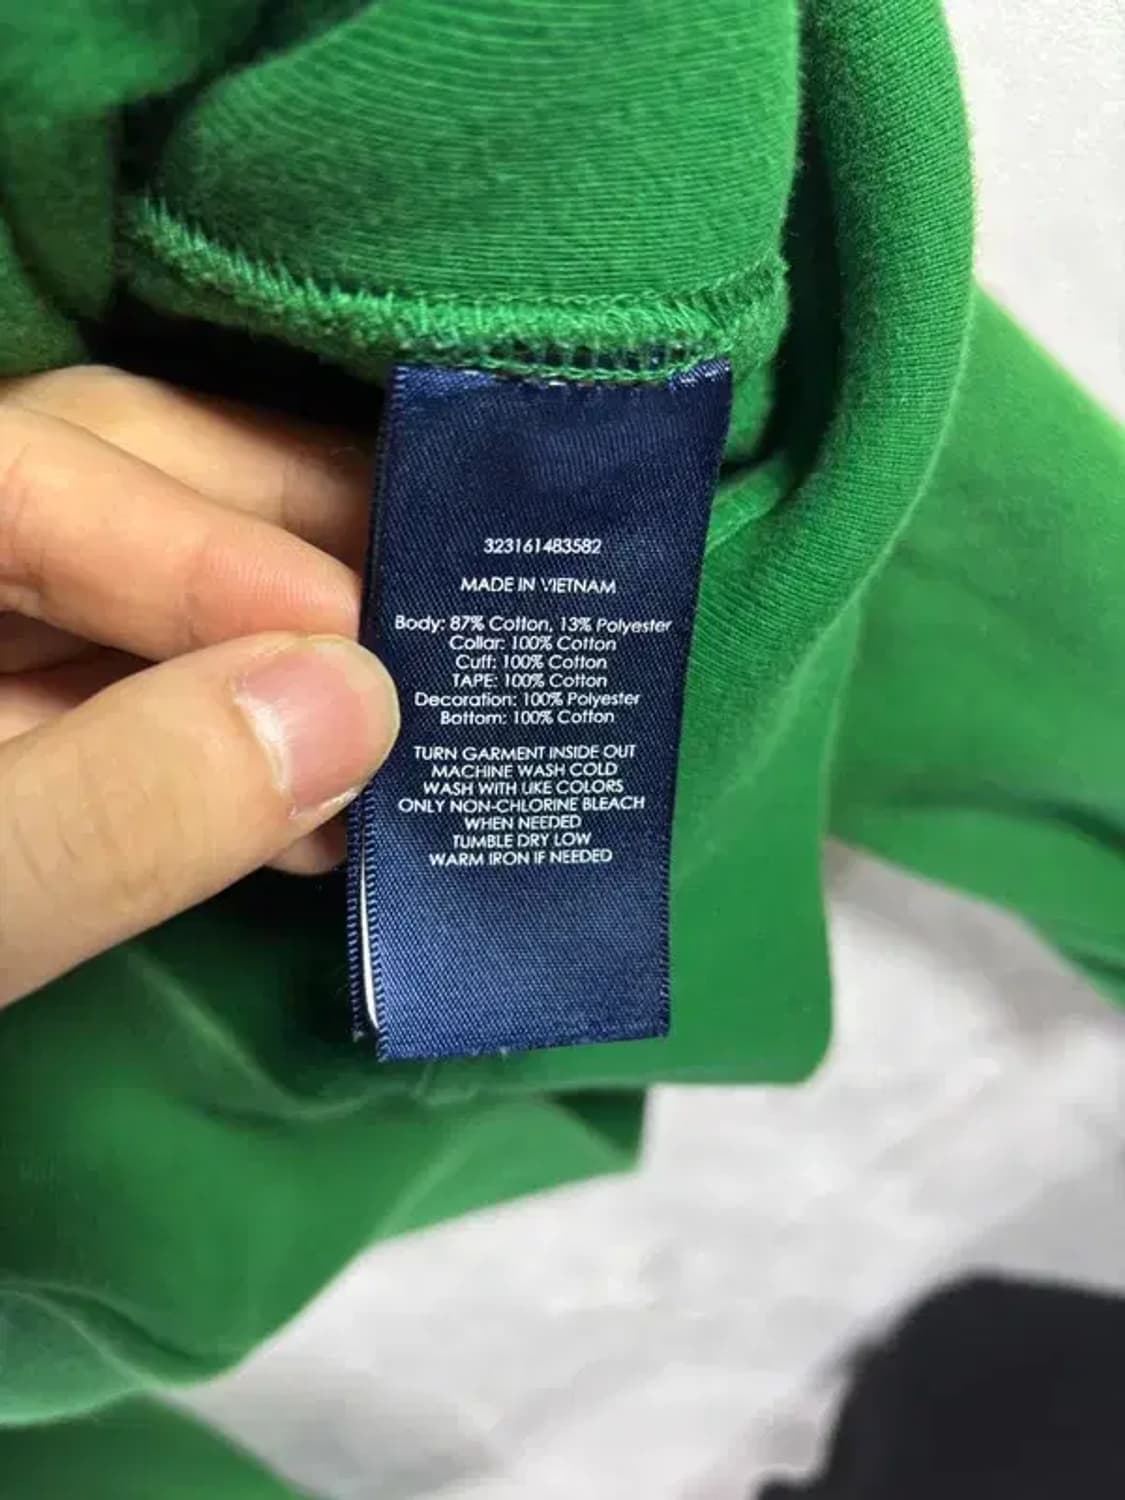 323161483582
MADE IN VIETNAM
Body: 87% Cotton, 13% Polyester
Collar: 100% Cotton
Cuff: 100% Cotton
TAPE: 100% Cotton
Decoration: 100% Polyester
Bottom: 100% Cotton
TURN GARMENT INSIDE OUT
MACHINE WASH COLD
WASH WITH LIKE COLORS
ONLY NON-CHLORINE BLEACH
WHEN NEEDED
TUMBLE DRY LOW
WARM IRON IF NEEDED